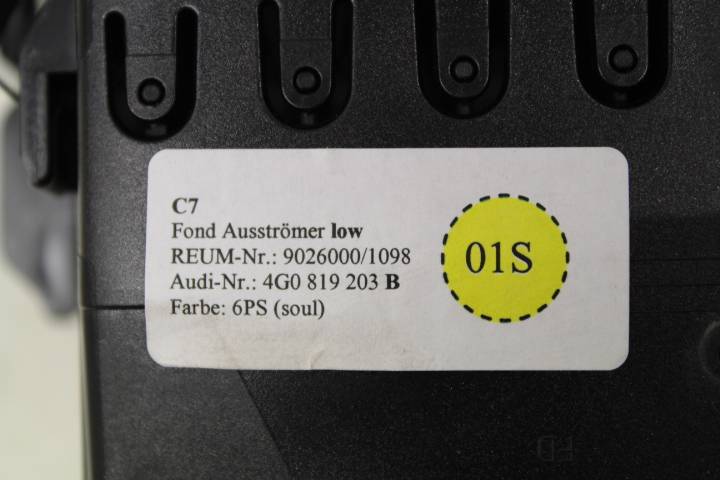 C7
Fond Ausströmer low
REUM-Nr.: 9026000/1098
Audi-Nr.: 4G0 819 203 B
Farbe: 6PS (soul)
01S